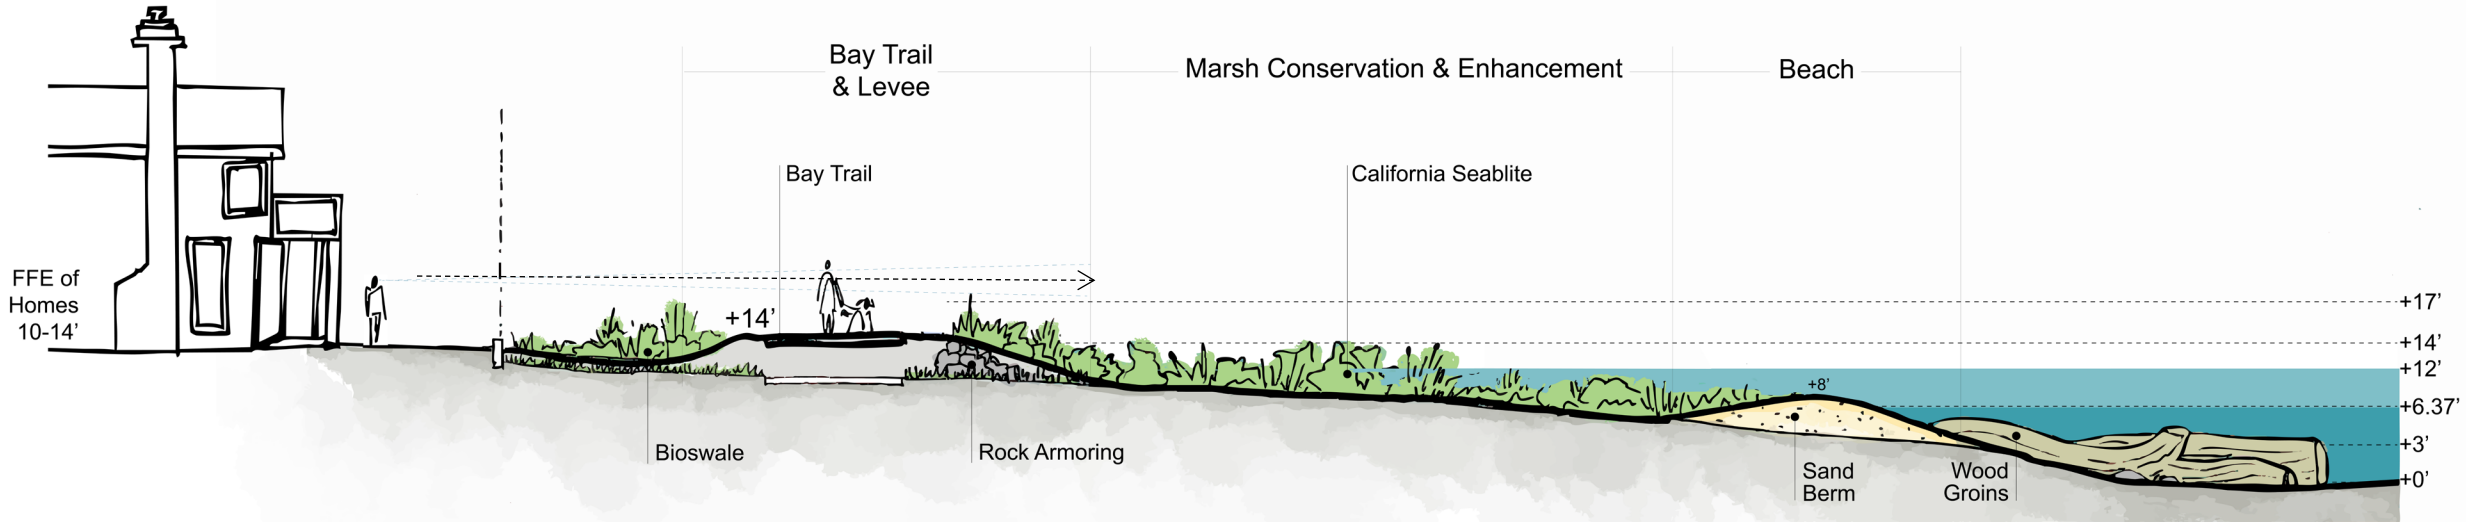 Bay Trail
& Levee
Marsh Conservation & Enhancement
Beach
Bay Trail
California Seablite
FFE of
Homes
10-14’
+14’
+17’
+14’
+12’
+8’
+6.37’
+3’
+0’
Bioswale
Rock Armoring
Sand
Berm
Wood
Groins